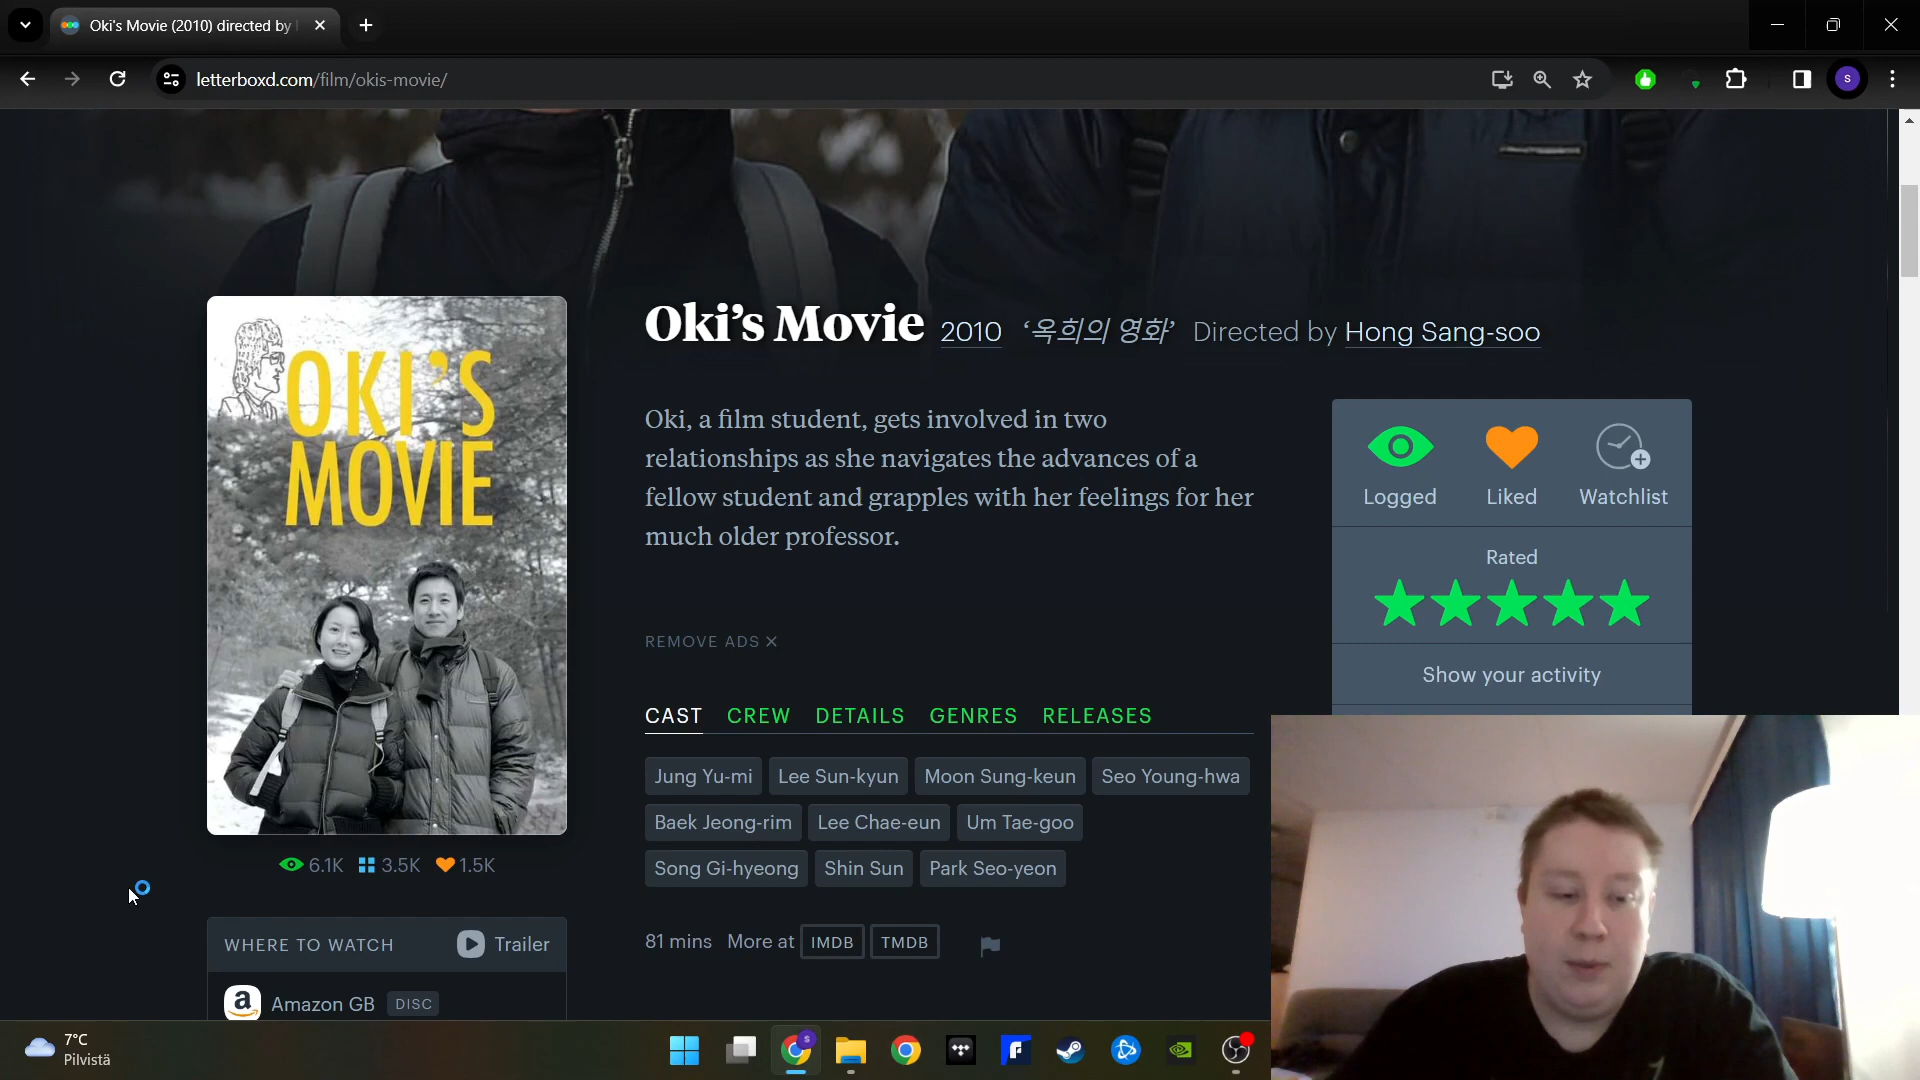 Oki's Movie (2010) directed by
letterboxd.com/film/okis-movie/
S
Oki's Movie 2010 ‘옥희의 영화’ Directed by Hong Sang-soo
OKI'S
MOVIE
Oki, a film student, gets involved in two
relationships as she navigates the advances of a
fellow student and grapples with her feelings for her
much older professor.
Logged Liked Watchlist
Rated
Show your activity
REMOVE ADS ×
CAST CREW DETAILS GENRES RELEASES
Jung Yu-mi Lee Sun-kyun Moon Sung-keun Seo Young-hwa
Baek Jeong-rim Lee Chae-eun Um Tae-goo
Song Gi-hyeong Shin Sun Park Seo-yeon
6.1K 3.5K 1.5K
81 mins More at IMDB TMDB
WHERE TO WATCH Trailer
a Amazon GB DISC
7°C
Pilvistä
S
F